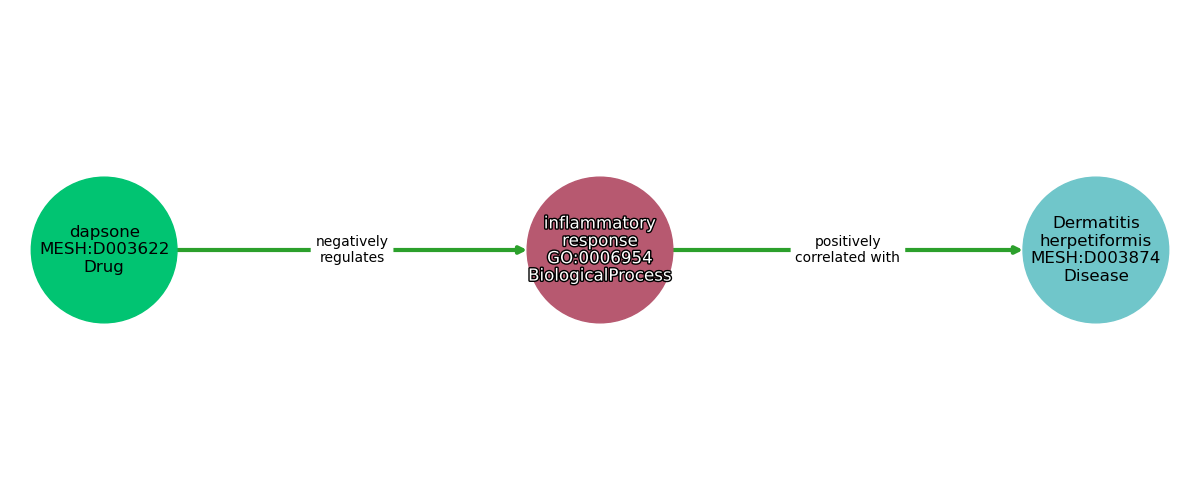 dapsone
MESH:D003622
Drug
negatively
regulates
inflammatory
response
GO:0006954
BiologicalProcess
positively
correlated with
Dermatitis
herpetiformis
MESH:D003874
Disease